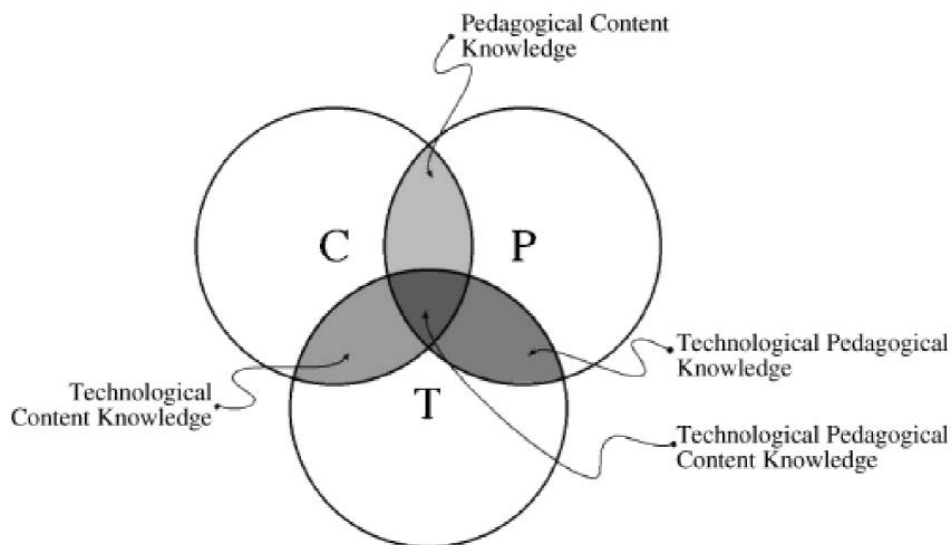 Pedagogical Content
Knowledge
C
P
Technological Pedagogical
Knowledge
Technological
Content Knowledge
T
Technological Pedagogical
Content Knowledge